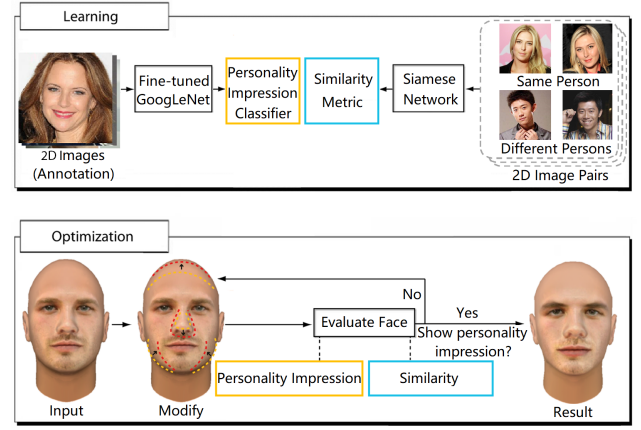 Learning
Fine-tuned
GoogLeNet
Personality
Impression
Classifier
Similarity
Metric
Siamese
Network
Same Person
Different Persons
2D Images
(Annotation)
2D Image Pairs
Optimization
No
Yes
Evaluate Face
Show personality
impression?
Personality Impression
Similarity
Input
Modify
Result